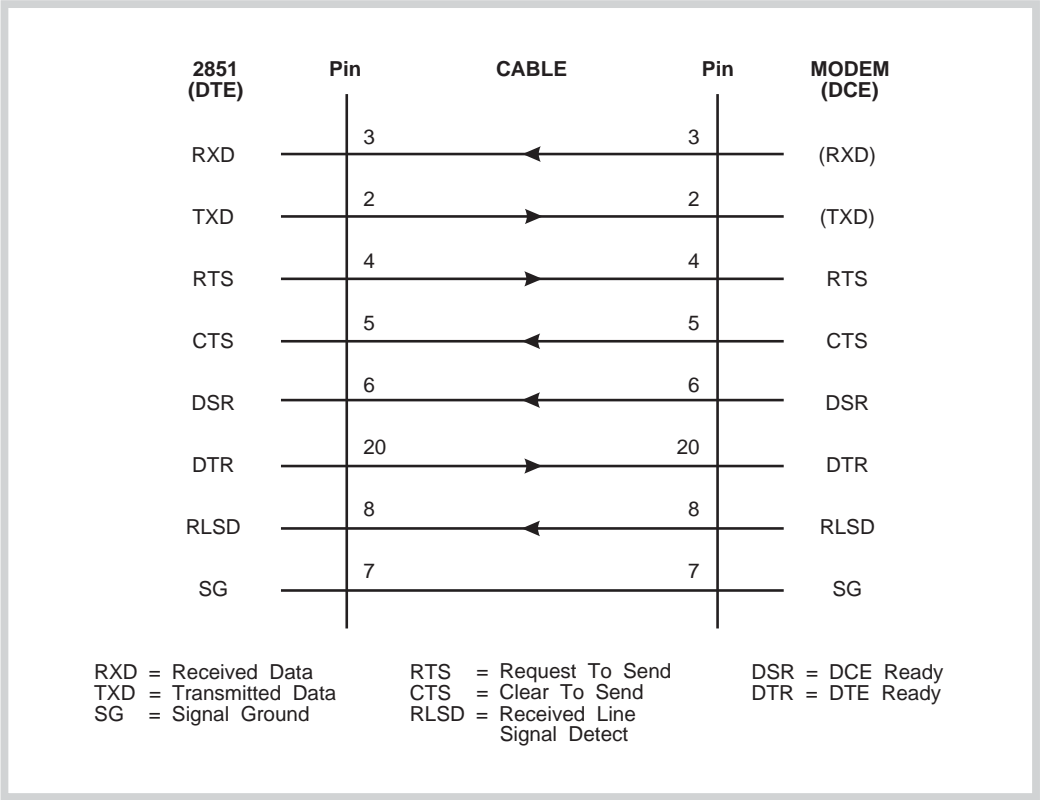 2851 Pin CABLE Pin MODEM
(DTE) (DCE)
3 3
RXD (RXD)
2 2
TXD (TXD)
4 4
RTS RTS
5 5
CTS CTS
6 6
DSR DSR
20 20
DTR DTR
8 8
RLSD RLSD
7 7
SG SG
RXD = Received Data RTS = Request To Send DSR = DCE Ready
TXD = Transmitted Data CTS = Clear To Send DTR = DTE Ready
SG = Signal Ground RLSD = Received Line
Signal Detect